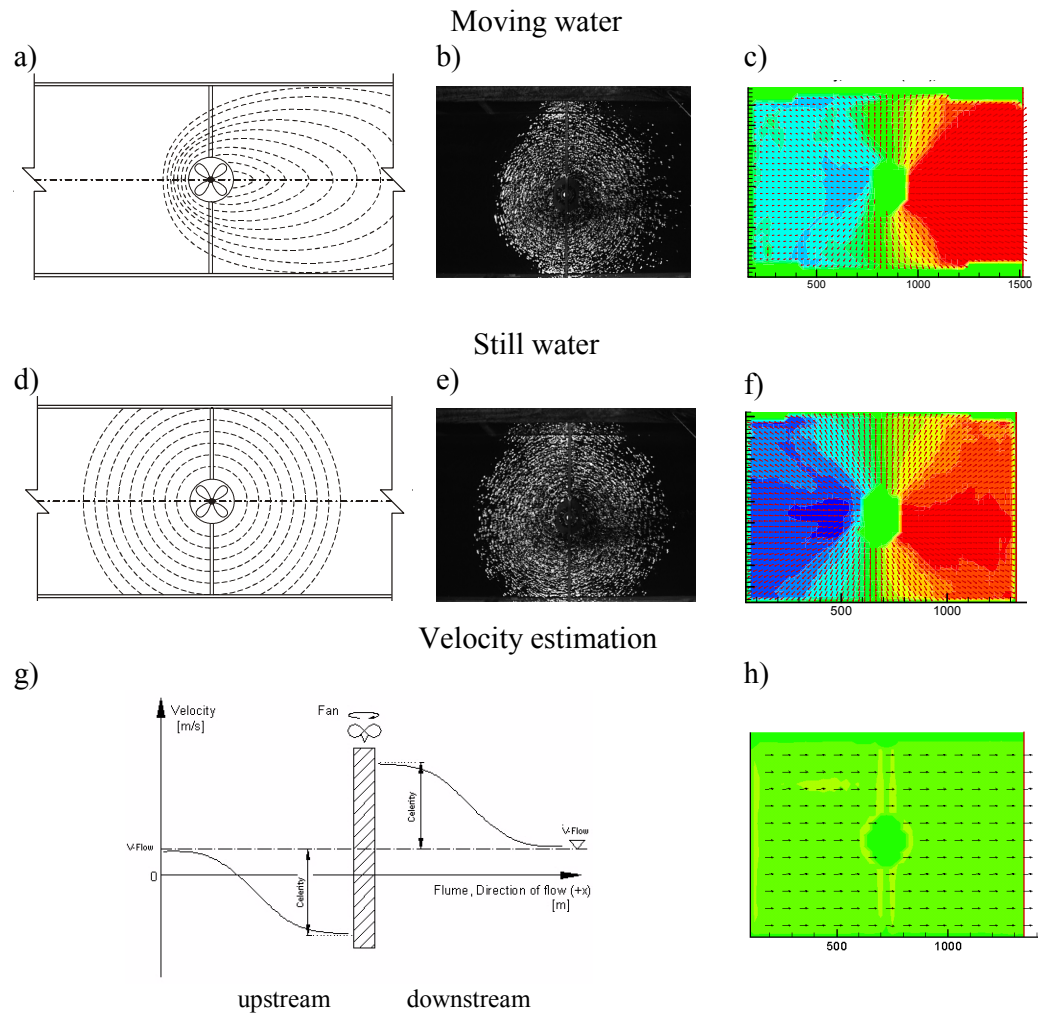 Moving water
a)
b)
c)
500 1000 1500
Still water
d)
e)
f)
500 1000
Velocity estimation
g)
h)
Velocity
[m/s]
Fan
Celerity
V-Flow
V-Flow
0
Celerity
Flume, Direction of flow (+x)
[m]
500 1000
upstream downstream